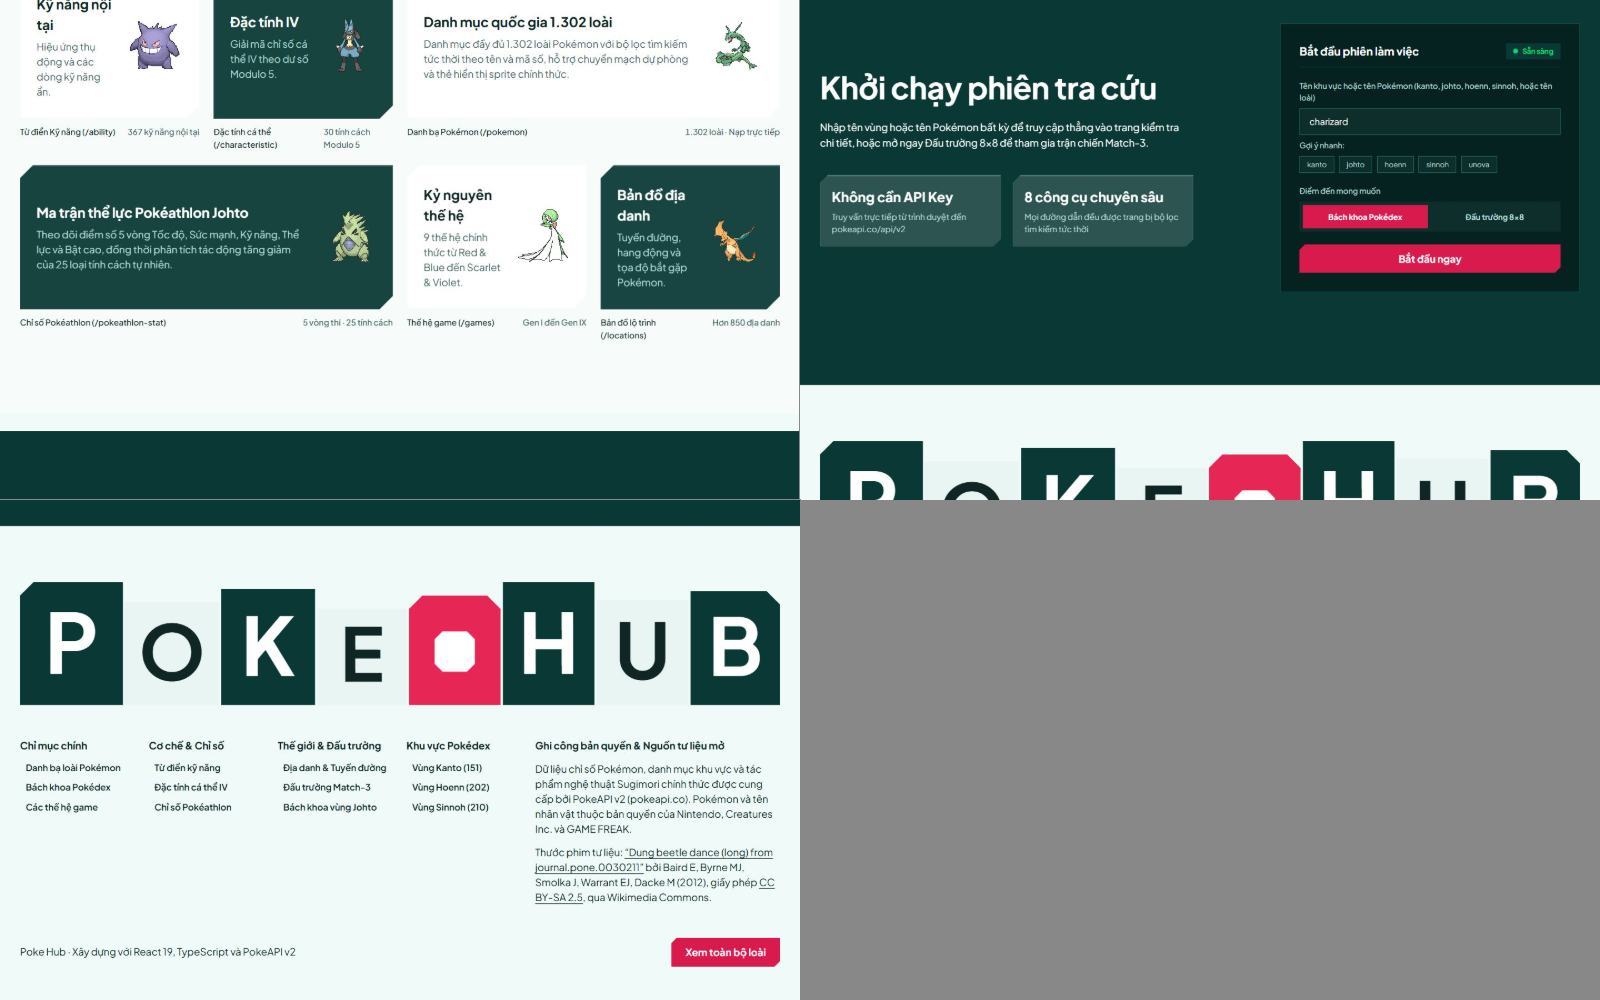 Kỹ năng nội
tại
Hiệu ứng thụ
động và các
dòng kỹ năng
ẩn.
Từ điển Kỹ năng (/ability)
367 kỹ năng nội tại
Đặc tính IV
Giải mã chỉ số cá
thể IV theo dư số
Modulo 5.
Đặc tính cá thể
(/characteristic)
30 tính cách
Modulo 5
Danh mục quốc gia 1.302 loài
Danh mục đầy đủ 1.302 loài Pokémon với bộ lọc tìm kiếm
tức thời theo tên và mã số, hỗ trợ chuyển mạch dự phòng
và thẻ hiển thị sprite chính thức.
Danh bạ Pokémon (/pokemon)
1.302 loài · Nạp trực tiếp
Ma trận thể lực Pokéathlon Johto
Theo dõi điểm số 5 vòng Tốc độ, Sức mạnh, Kỹ năng, Thể
lực và Bật cao, đồng thời phân tích tác động tăng giảm
của 25 loại tính cách tự nhiên.
Chỉ số Pokéathlon (/pokeathlon-stat)
5 vòng thi · 25 tính cách
Kỷ nguyên
thế hệ
9 thế hệ chính
thức từ Red &
Blue đến Scarlet
& Violet.
Thế hệ game (/games)
Gen I đến Gen IX
Bản đồ địa
danh
Tuyến đường,
hang động và
tọa độ bắt gặp
Pokémon.
Bản đồ lộ trình
(/locations)
Hơn 850 địa danh
Khởi chạy phiên tra cứu
Nhập tên vùng hoặc tên Pokémon bất kỳ để truy cập thẳng vào trang kiểm tra
chi tiết, hoặc mở ngay Đấu trường 8×8 để tham gia trận chiến Match-3.
Không cần API Key
Truy vấn trực tiếp từ trình duyệt đến
pokeapi.co/api/v2
8 công cụ chuyên sâu
Mọi đường dẫn đều được trang bị bộ lọc
tìm kiếm tức thời
Bắt đầu phiên làm việc
Sẵn sàng
Tên khu vực hoặc tên Pokémon (kanto, johto, hoenn, sinnoh, hoặc tên
loài)
charizard
Gợi ý nhanh:
kanto
johto
hoenn
sinnoh
unova
Điểm đến mong muốn
Bách khoa Pokédex
Đấu trường 8×8
Bắt đầu ngay
POKE HUB
POKE HUB
Chỉ mục chính
Danh bạ loài Pokémon
Bách khoa Pokédex
Các thế hệ game
Cơ chế & Chỉ số
Từ điển kỹ năng
Đặc tính cá thể IV
Chỉ số Pokéathlon
Thế giới & Đấu trường
Địa danh & Tuyến đường
Đấu trường Match-3
Bách khoa vùng Johto
Khu vực Pokédex
Vùng Kanto (151)
Vùng Hoenn (202)
Vùng Sinnoh (210)
Ghi công bản quyền & Nguồn tư liệu mở
Dữ liệu chỉ số Pokémon, danh mục khu vực và tác
phẩm nghệ thuật Sugimori chính thức được cung
cấp bởi PokeAPI v2 (pokeapi.co). Pokémon và tên
nhân vật thuộc bản quyền của Nintendo, Creatures
Inc. và GAME FREAK.
Thước phim tư liệu: "Dung beetle dance (long) from
journal.pone.0030211" bởi Baird E, Byrne MJ,
Smolka J, Warrant EJ, Dacke M (2012), giấy phép CC
BY-SA 2.5, qua Wikimedia Commons.
Poke Hub · Xây dựng với React 19, TypeScript và PokeAPI v2
Xem toàn bộ loài